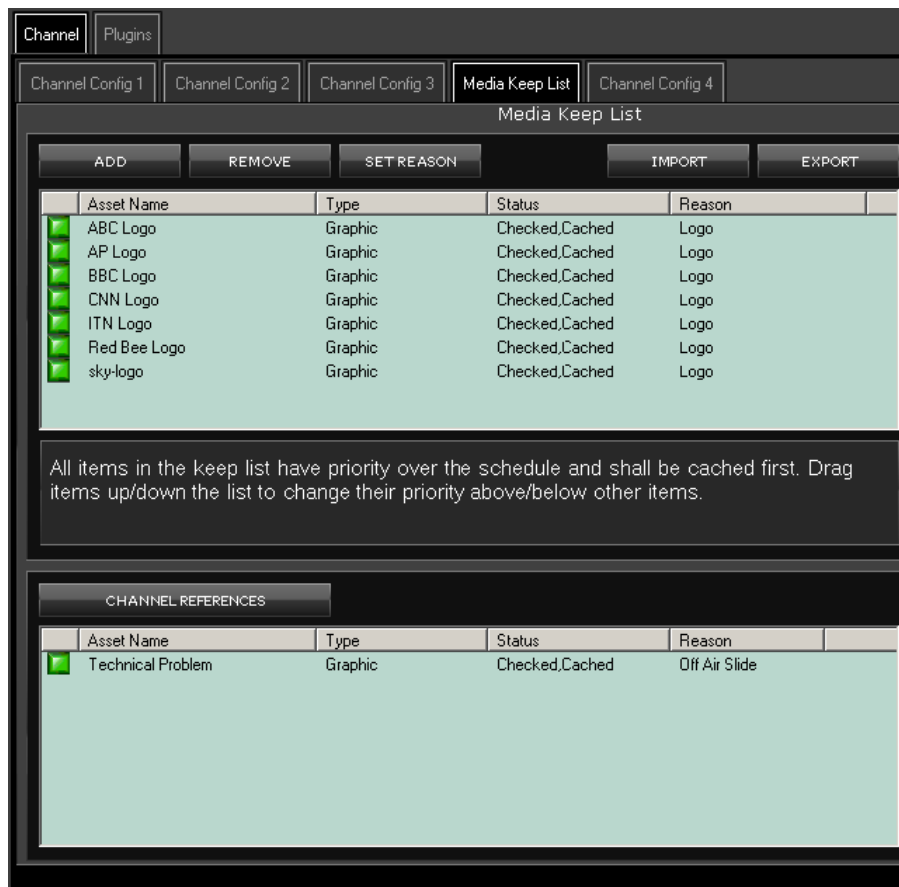 Channel Plugins
Channel Config 1 Channel Config 2 Channel Config 3 Media Keep List Channel Config 4
Media Keep List
ADD REMOVE SET REASON IMPORT EXPORT
Asset Name Type Status Reason
ABC Logo Graphic Checked,Cached Logo
AP Logo Graphic Checked,Cached Logo
BBC Logo Graphic Checked,Cached Logo
CNN Logo Graphic Checked,Cached Logo
ITN Logo Graphic Checked,Cached Logo
Red Bee Logo Graphic Checked,Cached Logo
sky-logo Graphic Checked,Cached Logo
All items in the keep list have priority over the schedule and shall be cached first. Drag
items up/down the list to change their priority above/below other items.
CHANNEL REFERENCES
Asset Name Type Status Reason
Technical Problem Graphic Checked,Cached Off Air Slide